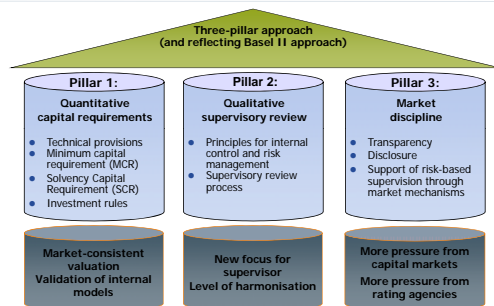 Three-pillar approach
(and reflecting Basel II approach)
Pillar 1:
Quantitative
capital requirements
• Technical provisions
• Minimum capital
requirement (MCR)
• Solvency Capital
Requirement (SCR)
• Investment rules
Market-consistent
valuation
Validation of internal
models
Pillar 2:
Qualitative
supervisory review
• Principles for internal
control and risk
management
• Supervisory review
process
New focus for
supervisor
Level of harmonisation
Pillar 3:
Market
discipline
• Transparency
• Disclosure
• Support of risk-based
supervision through
market mechanisms
More pressure from
capital markets
More pressure from
rating agencies